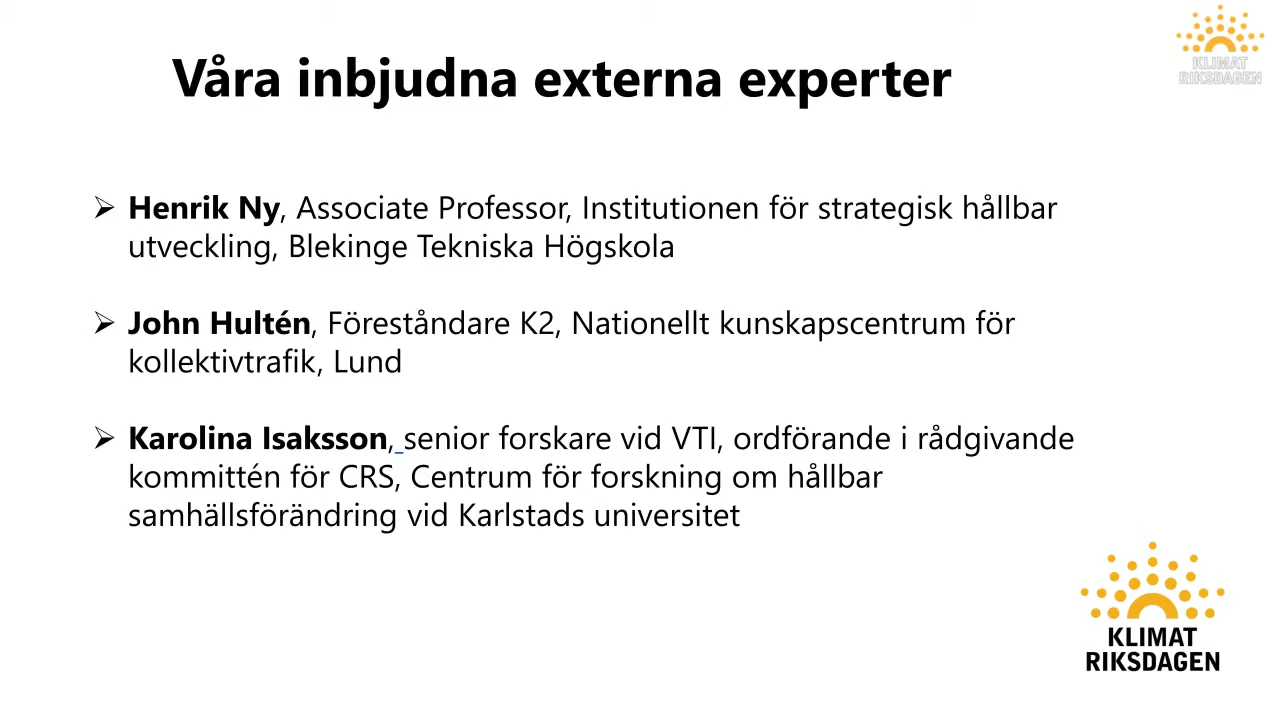 KLIMAT
RIKSDAGEN
Våra inbjudna externa experter
➢ Henrik Ny, Associate Professor, Institutionen för strategisk hållbar
utveckling, Blekinge Tekniska Högskola
➢ John Hultén, Föreståndare K2, Nationellt kunskapscentrum för
kollektivtrafik, Lund
➢ Karolina Isaksson, senior forskare vid VTI, ordförande i rådgivande
kommittén för CRS, Centrum för forskning om hållbar
samhällsförändring vid Karlstads universitet
KLIMAT
RIKSDAGEN